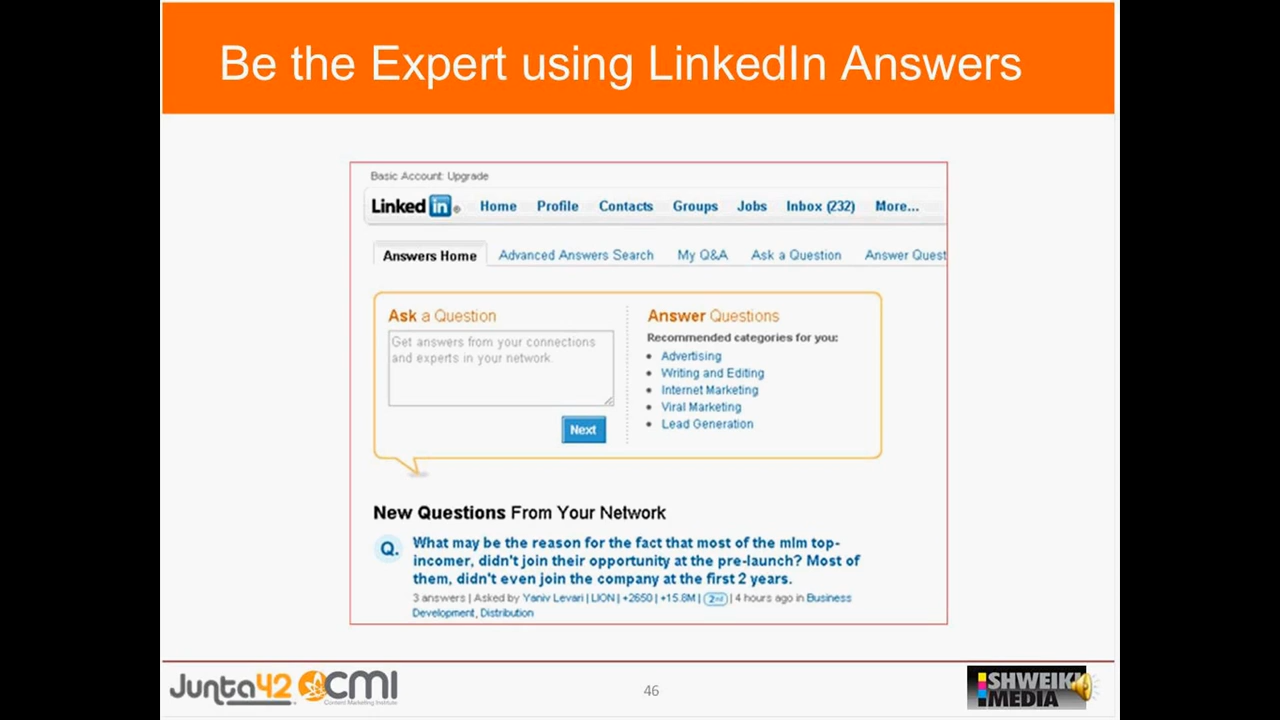 Be the Expert using LinkedIn Answers
Basic Account: Upgrade
Linked in ® Home Profile Contacts Groups Jobs Inbox (232) More...
Answers Home Advanced Answers Search My Q&A Ask a Question Answer Quest
Ask a Question
Get answers from your connections
and experts in your network.
Next
Answer Questions
Recommended categories for you:
• Advertising
• Writing and Editing
• Internet Marketing
• Viral Marketing
• Lead Generation
New Questions From Your Network
Q. What may be the reason for the fact that most of the mlm top-
incomer, didn't join their opportunity at the pre-launch? Most of
them, didn't even join the company at the first 2 years.
3 answers | Asked by Yaniv Levari | LION | +2650 | +15.8M | 2nd | 4 hours ago in Business
Development, Distribution
Junta42 CMI
Content Marketing Institute
46
SHWEIKI
MEDIA